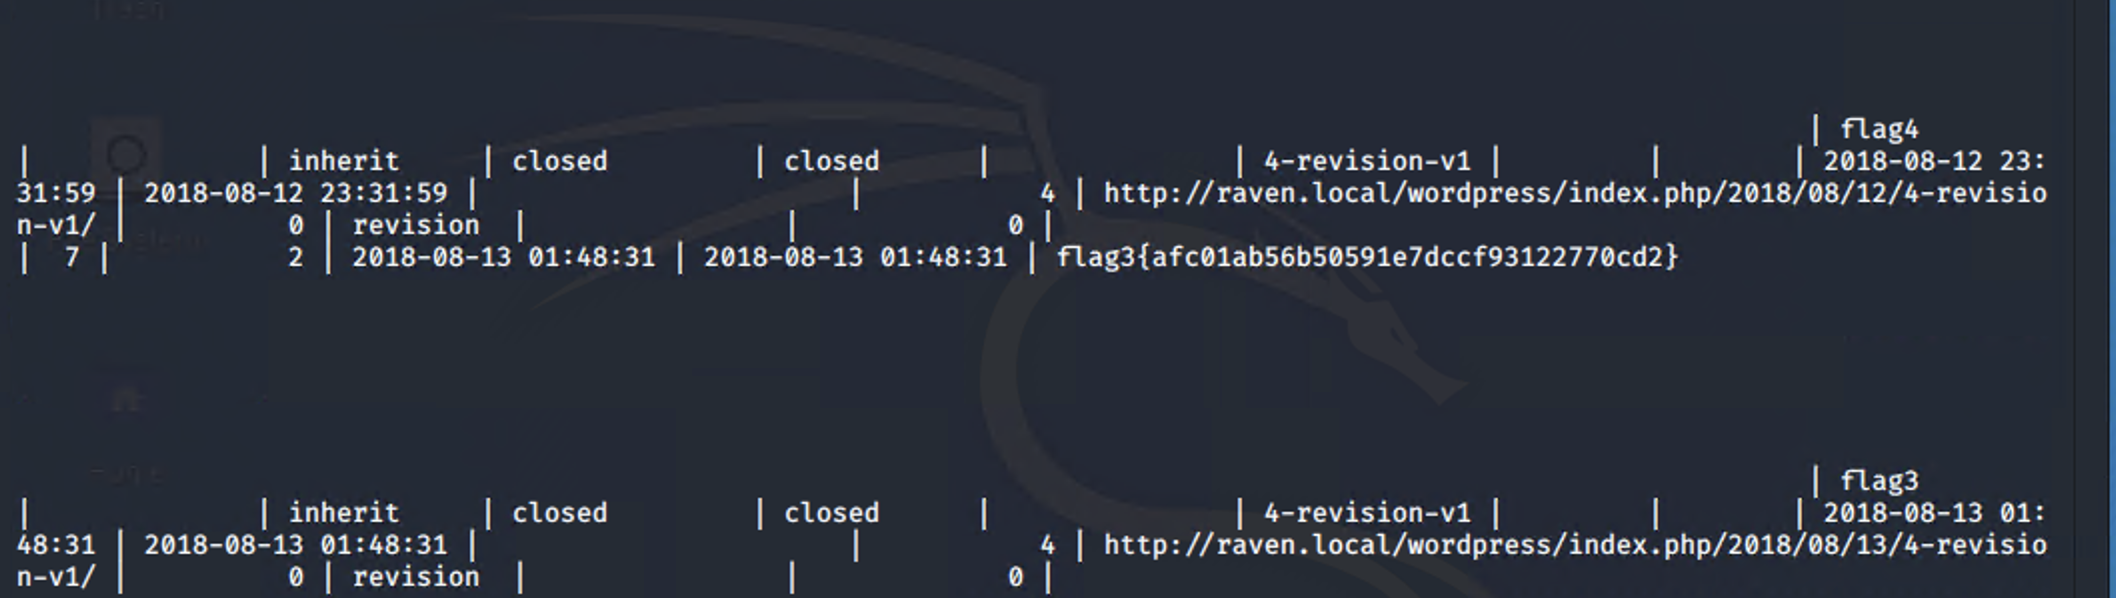 | flag4
| | inherit | closed | closed | | 4-revision-v1 | | | 2018-08-12 23:
31:59 | 2018-08-12 23:31:59 | | 4 | http://raven.local/wordpress/index.php/2018/08/12/4-revisio
n-v1/ | 0 | revision | | 0 |
| 7 | 2 | 2018-08-13 01:48:31 | 2018-08-13 01:48:31 | flag3{afc01ab56b50591e7dccf93122770cd2}
| flag3
| | inherit | closed | closed | | 4-revision-v1 | | | 2018-08-13 01:
48:31 | 2018-08-13 01:48:31 | | 4 | http://raven.local/wordpress/index.php/2018/08/13/4-revisio
n-v1/ | 0 | revision | | 0 |